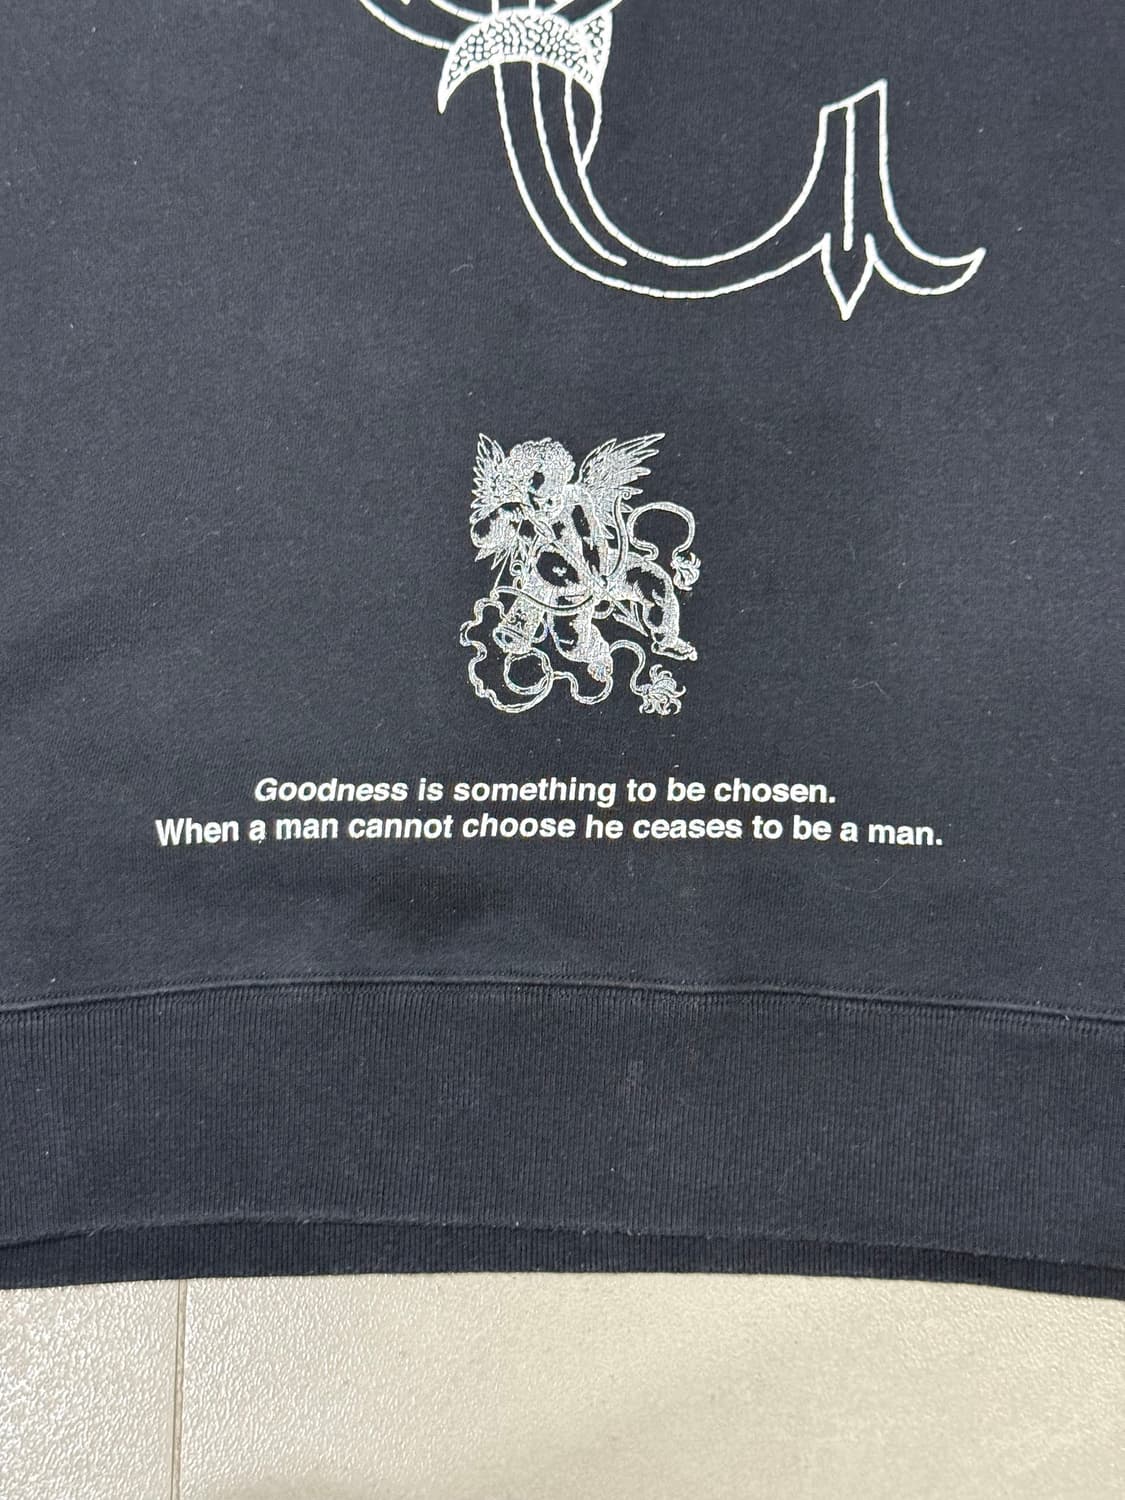 Goodness is something to be chosen.
When a man cannot choose he ceases to be a man.